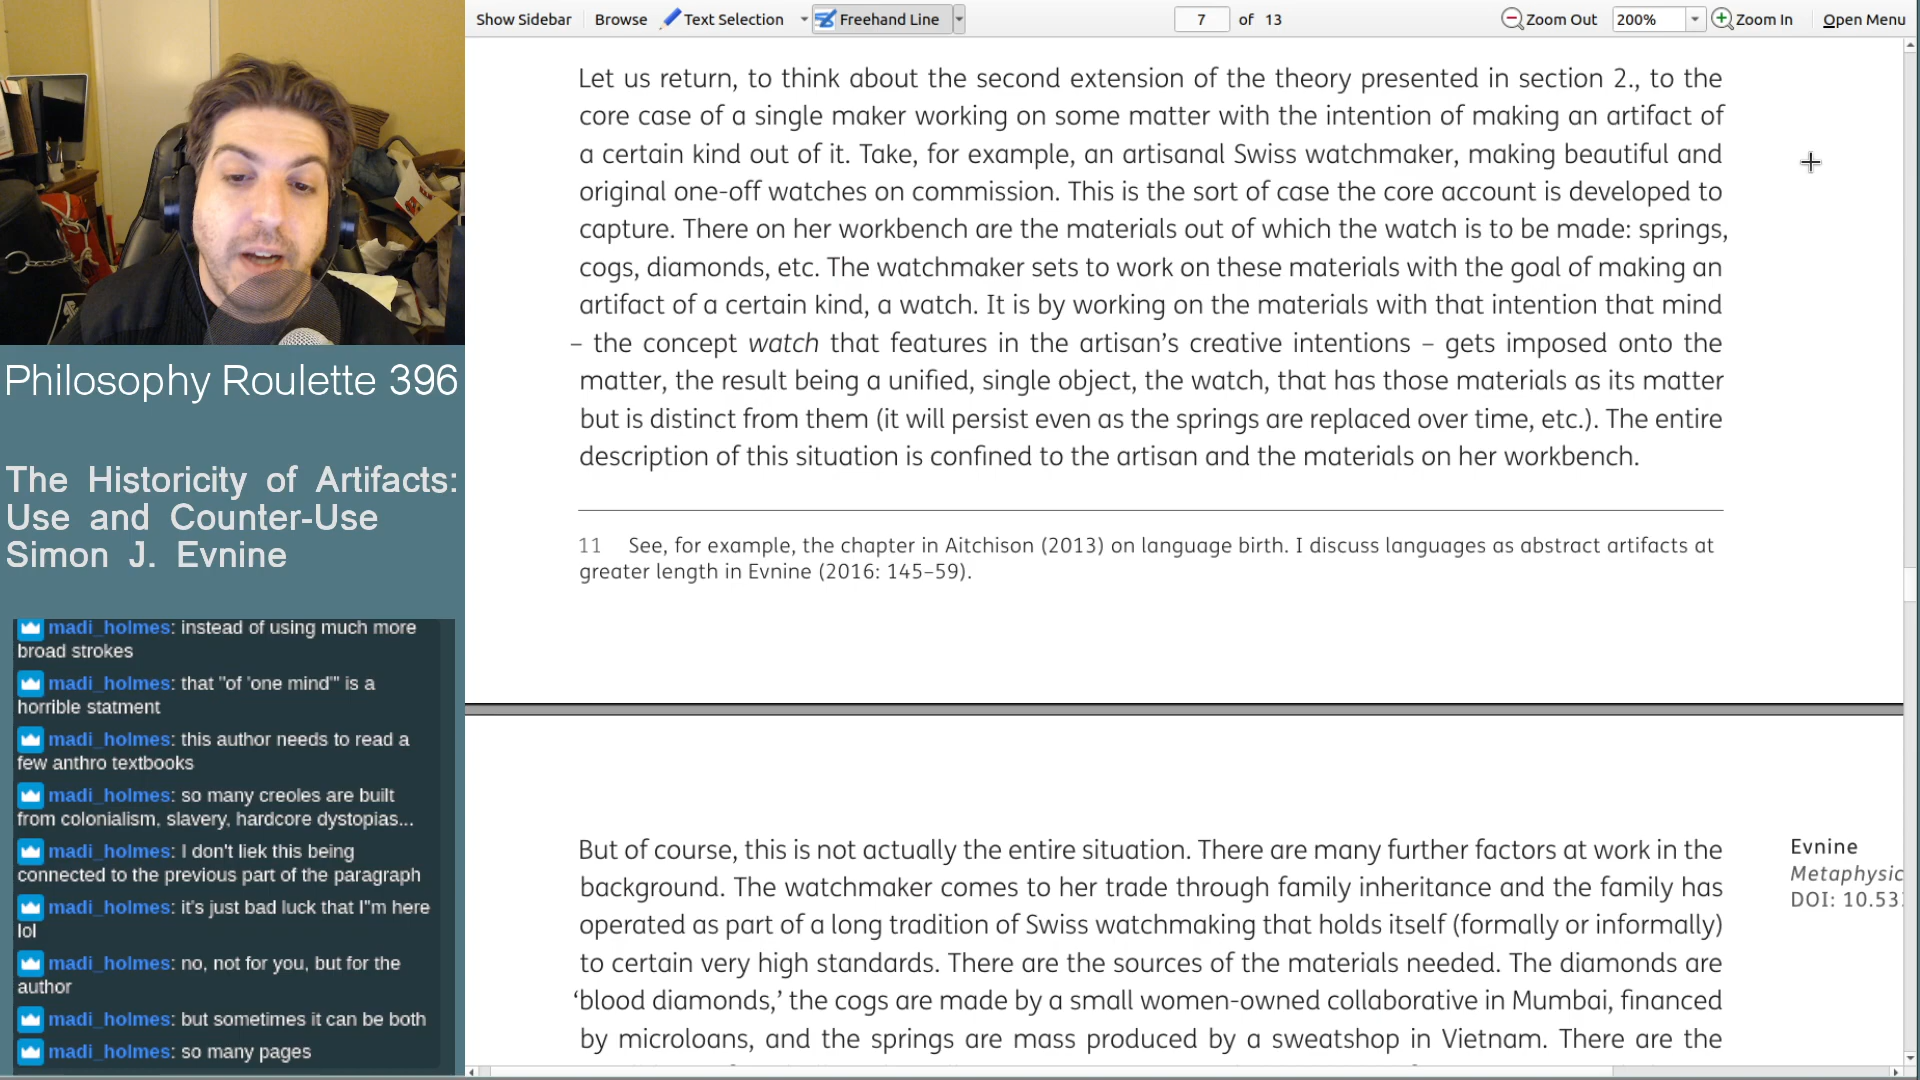 Show Sidebar Browse Text Selection Freehand Line 7 of 13 Zoom Out 200% Zoom In Open Menu
Let us return, to think about the second extension of the theory presented in section 2., to the
core case of a single maker working on some matter with the intention of making an artifact of
a certain kind out of it. Take, for example, an artisanal Swiss watchmaker, making beautiful and
original one-off watches on commission. This is the sort of case the core account is developed to
capture. There on her workbench are the materials out of which the watch is to be made: springs,
cogs, diamonds, etc. The watchmaker sets to work on these materials with the goal of making an
artifact of a certain kind, a watch. It is by working on the materials with that intention that mind
– the concept watch that features in the artisan's creative intentions – gets imposed onto the
matter, the result being a unified, single object, the watch, that has those materials as its matter
but is distinct from them (it will persist even as the springs are replaced over time, etc.). The entire
description of this situation is confined to the artisan and the materials on her workbench.
11 See, for example, the chapter in Aitchison (2013) on language birth. I discuss languages as abstract artifacts at
greater length in Evnine (2016: 145–59).
But of course, this is not actually the entire situation. There are many further factors at work in the
background. The watchmaker comes to her trade through family inheritance and the family has
operated as part of a long tradition of Swiss watchmaking that holds itself (formally or informally)
to certain very high standards. There are the sources of the materials needed. The diamonds are
‘blood diamonds,’ the cogs are made by a small women-owned collaborative in Mumbai, financed
by microloans, and the springs are mass produced by a sweatshop in Vietnam. There are the
Evnine
Metaphysic
DOI: 10.53
Philosophy Roulette 396
The Historicity of Artifacts:
Use and Counter-Use
Simon J. Evnine
madi_holmes: instead of using much more
broad strokes
madi_holmes: that "of 'one mind'" is a
horrible statment
madi_holmes: this author needs to read a
few anthro textbooks
madi_holmes: so many creoles are built
from colonialism, slavery, hardcore dystopias...
madi_holmes: I don't liek this being
connected to the previous part of the paragraph
madi_holmes: it's just bad luck that I"m here
lol
madi_holmes: no, not for you, but for the
author
madi_holmes: but sometimes it can be both
madi_holmes: so many pages